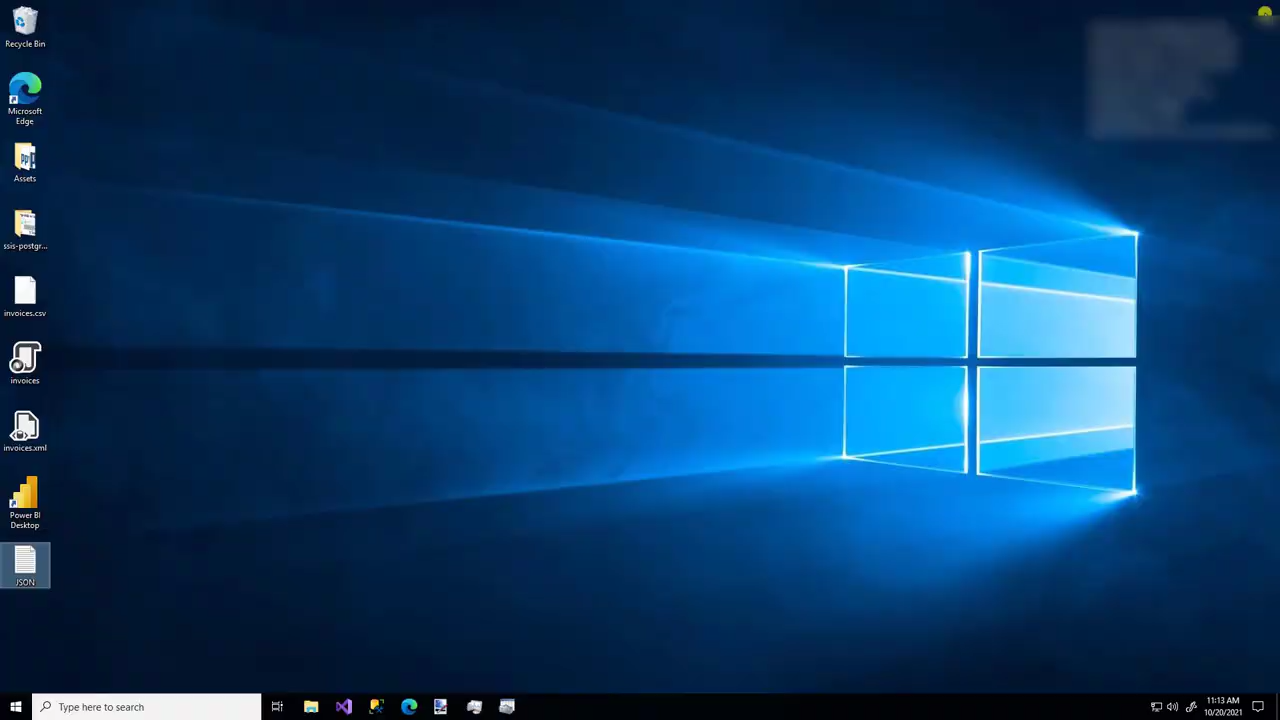 Recycle Bin
Microsoft
Edge
Assets
ssis-postgr...
invoices.csv
invoices
invoices.xml
Power BI
Desktop
JSON
Type here to search
11:13 AM
10/20/2021